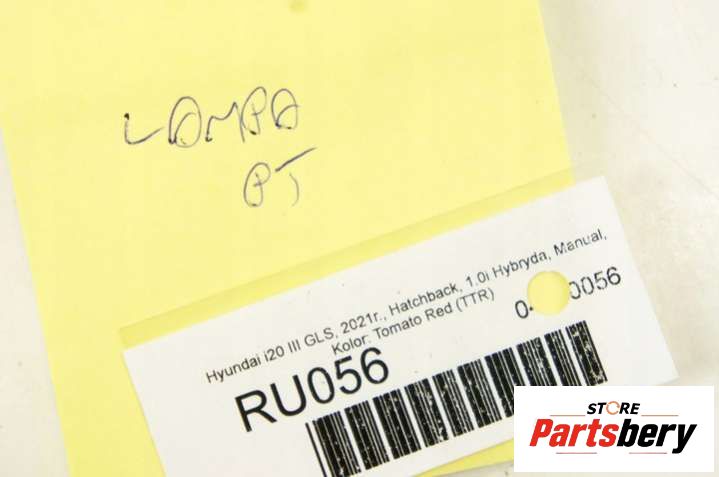 LAMPA
PT
Hyundai i20 III GLS, 2021r., Hatchback, 1.0i Hybryda, Manual,
Kolor: Tomato Red (TTR)
RU056
STORE
Partsbery